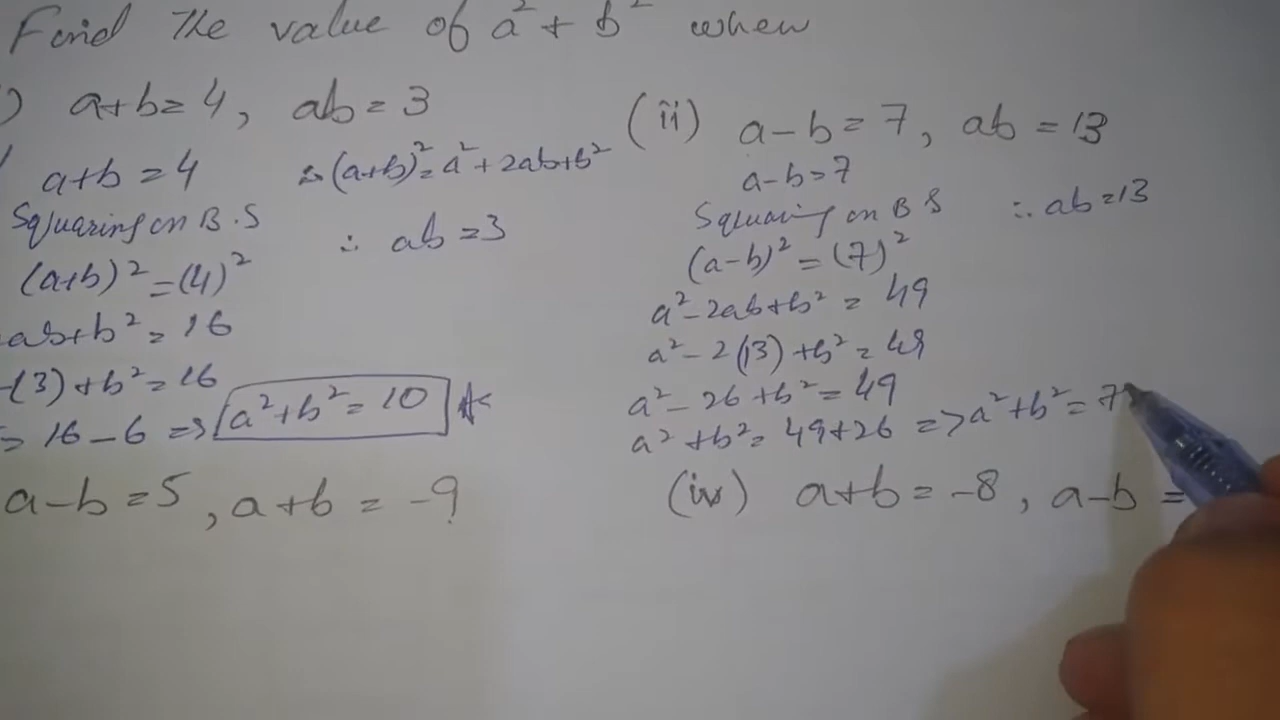 Find The value of a² + b² when
) a+b=4, ab=3
a+b=4 ∴(a+b)²=a²+2ab+b²
Squaring on B.S
∴ ab=3
(a+b)²=(4)²
ab+b²=16
(3)+b²=16
16-6 => a²+b²=10
a-b=5, a+b=-9
(ii) a-b=7, ab=13
a-b=7
Squaring on B S ∴ ab=13
(a-b)²=(7)²
a²-2ab+b²=49
a²-2(13)+b²=49
a²-26+b²=49
a²+b²=49+26 => a²+b²=7
(iv) a+b=-8, a-b=